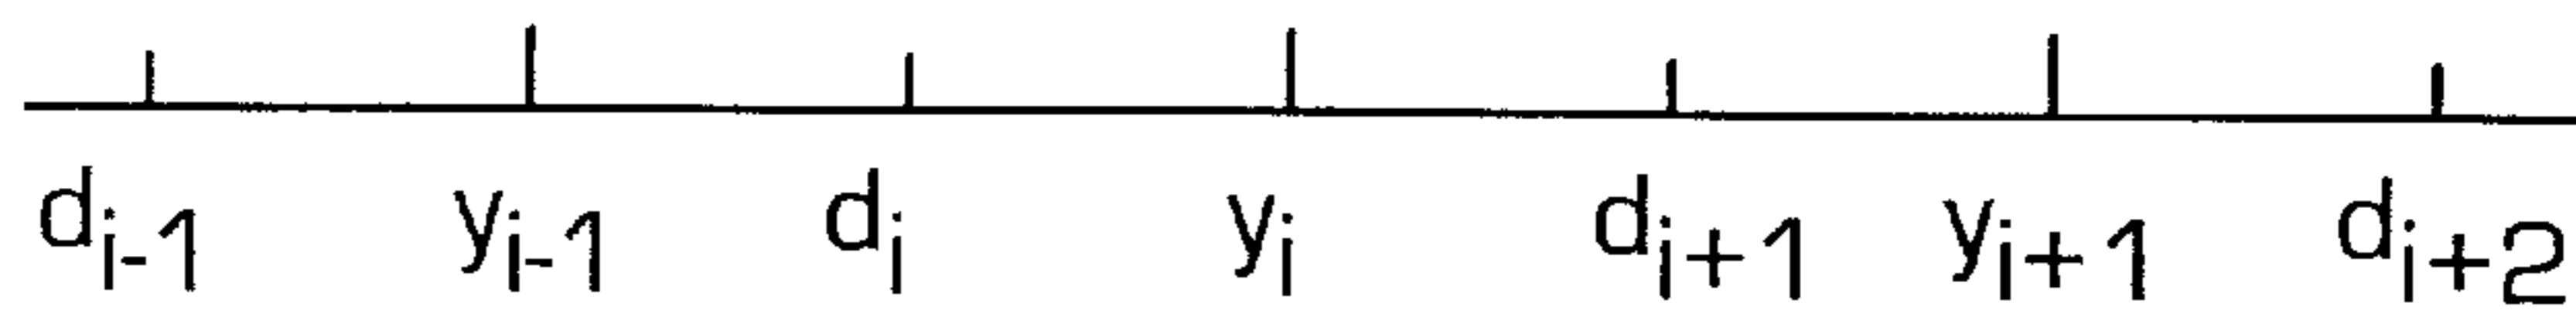 d_{i-1} y_{i-1} d_i y_i d_{i+1} y_{i+1} d_{i+2}